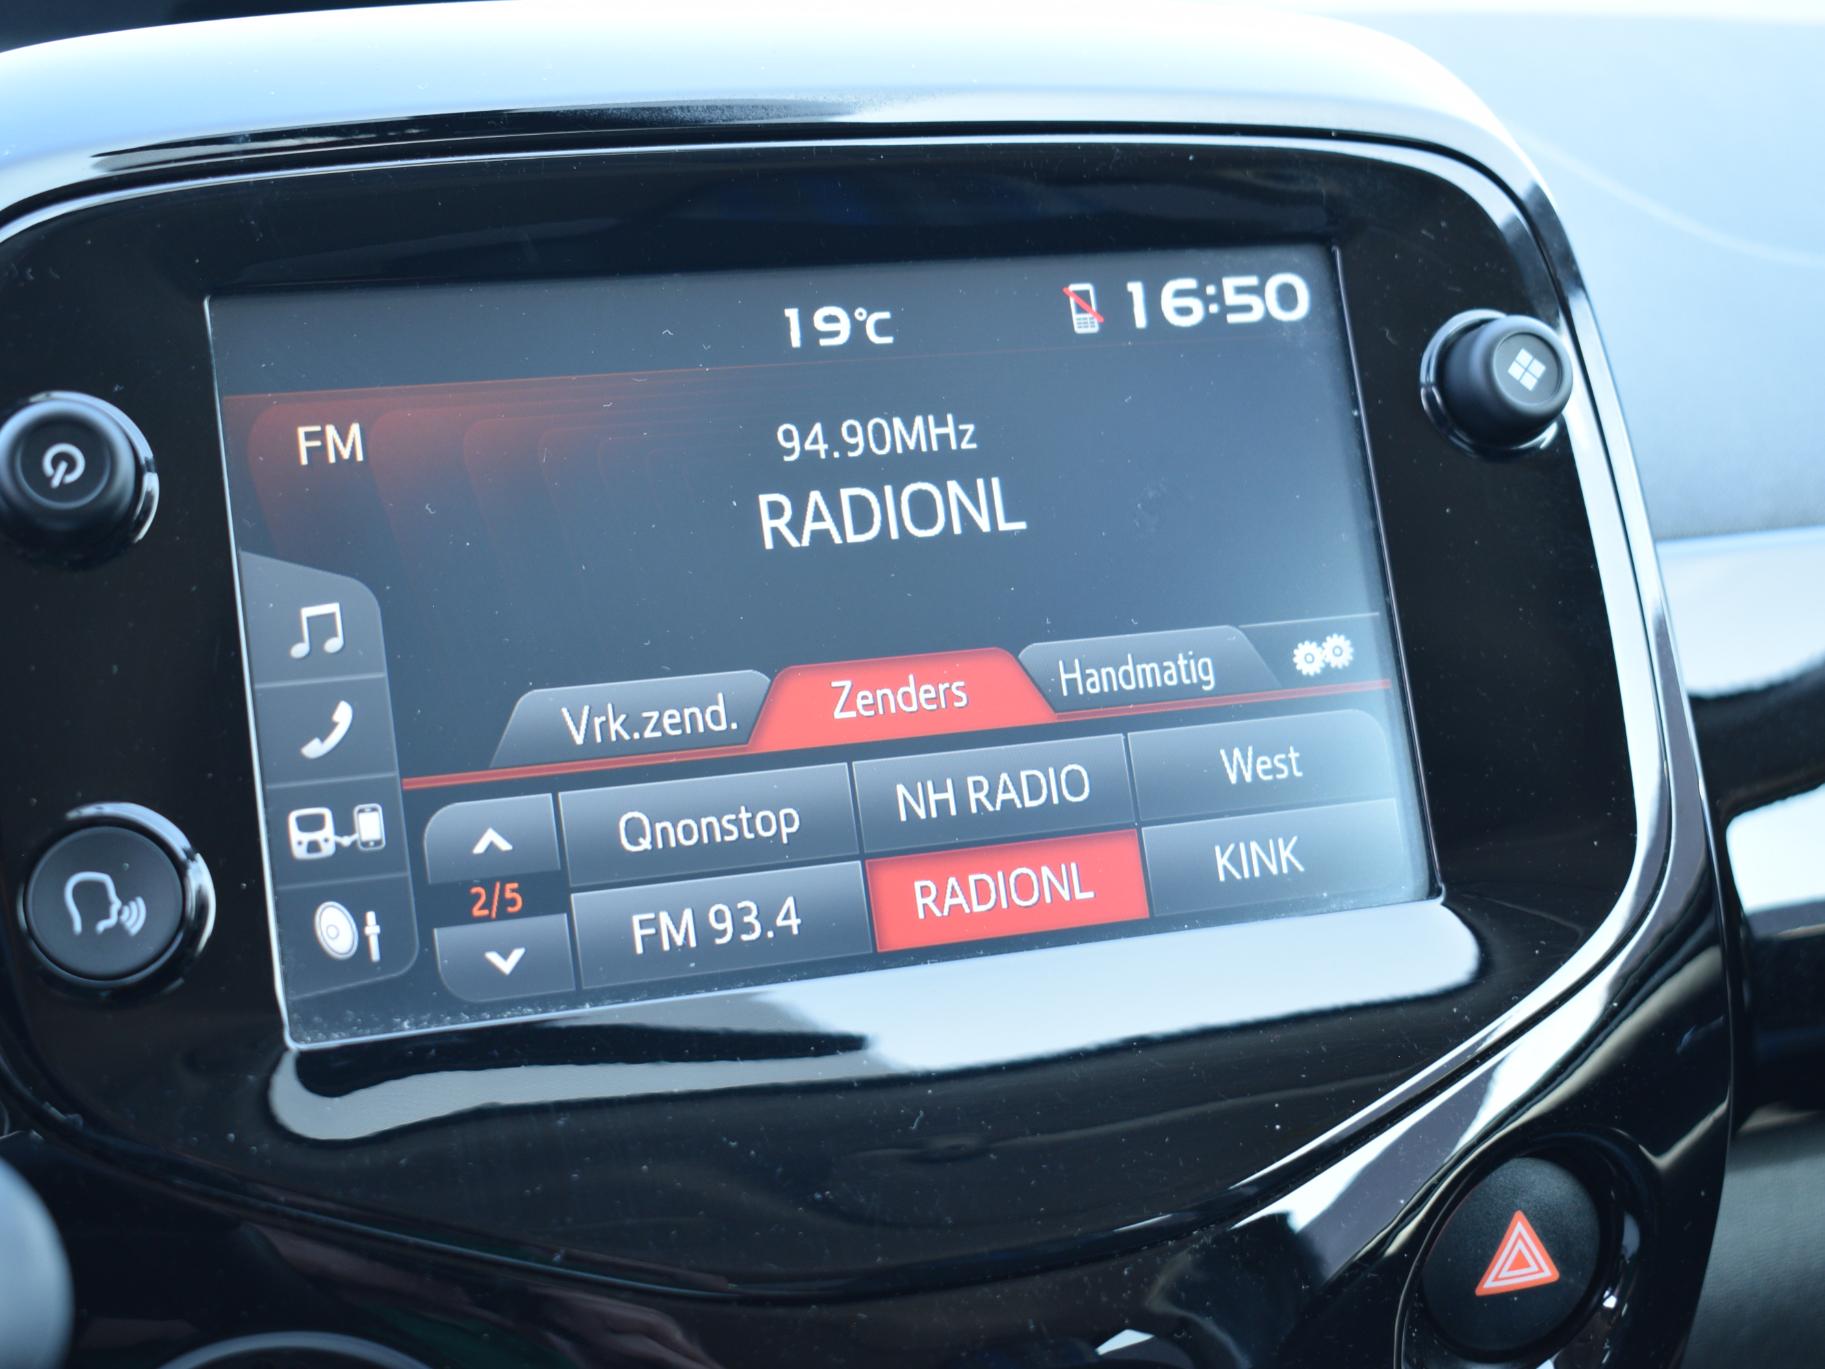 19°C
16:50
FM
94.90MHz
RADIONL
Vrk.zend.
Zenders
Handmatig
Qnonstop
NH RADIO
West
2/5
FM 93.4
RADIONL
KINK